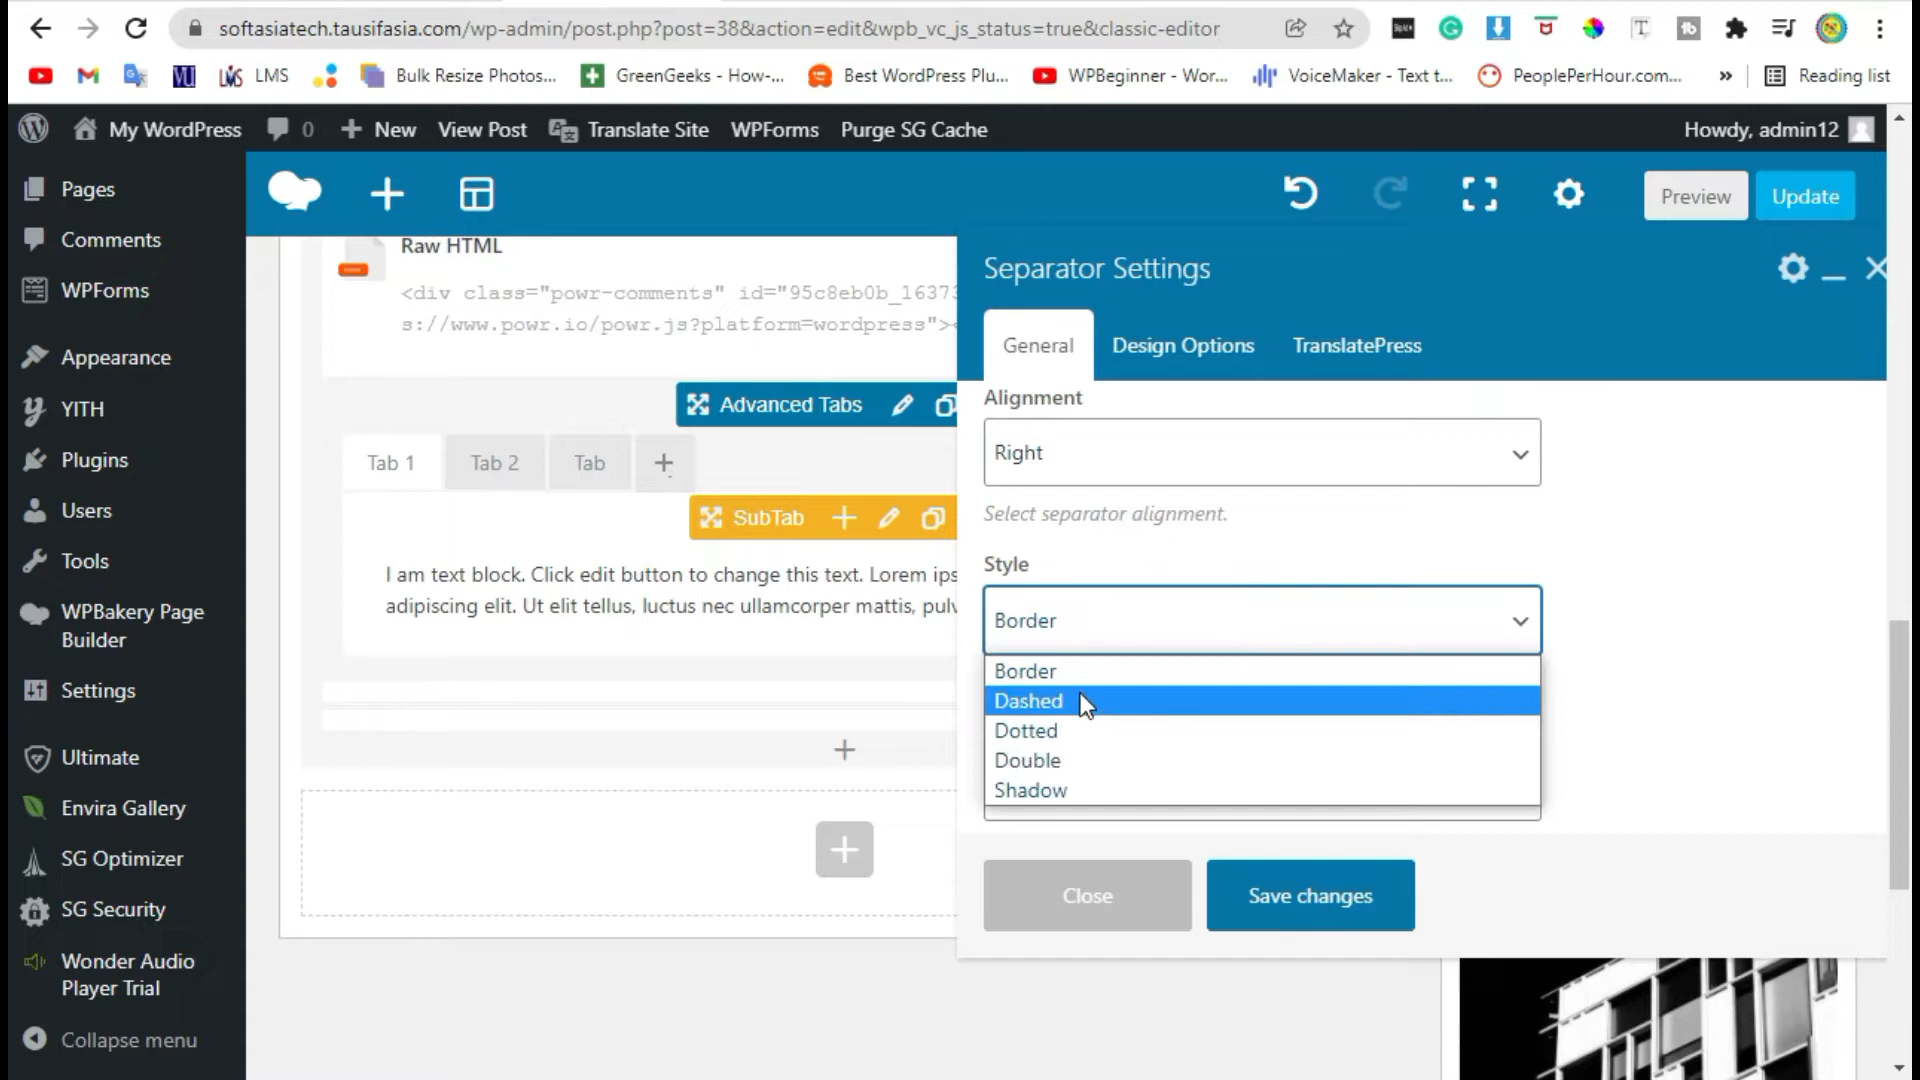 softasiatech.tausifasia.com/wp-admin/post.php?post=38&action=edit&wpb_vc_js_status=true&classic-editor
LMS
Bulk Resize Photos...
GreenGeeks - How-...
Best WordPress Plu...
WPBeginner - Wor...
VoiceMaker - Text t...
PeoplePerHour.com...
»
Reading list
My WordPress
0
New
View Post
Translate Site
WPForms
Purge SG Cache
Howdy, admin12
Pages
Comments
WPForms
Appearance
YITH
Plugins
Users
Tools
WPBakery Page
Builder
Settings
Ultimate
Envira Gallery
SG Optimizer
SG Security
Wonder Audio
Player Trial
Collapse menu
Preview
Update
Raw HTML
<div class="powr-comments" id="95c8eb0b_16373
s://www.powr.io/powr.js?platform=wordpress"><
Advanced Tabs
Tab 1
Tab 2
Tab
+
SubTab
I am text block. Click edit button to change this text. Lorem ips
adipiscing elit. Ut elit tellus, luctus nec ullamcorper mattis, pulv
Separator Settings
General
Design Options
TranslatePress
Alignment
Right
Select separator alignment.
Style
Border
Border
Dashed
Dotted
Double
Shadow
Close
Save changes